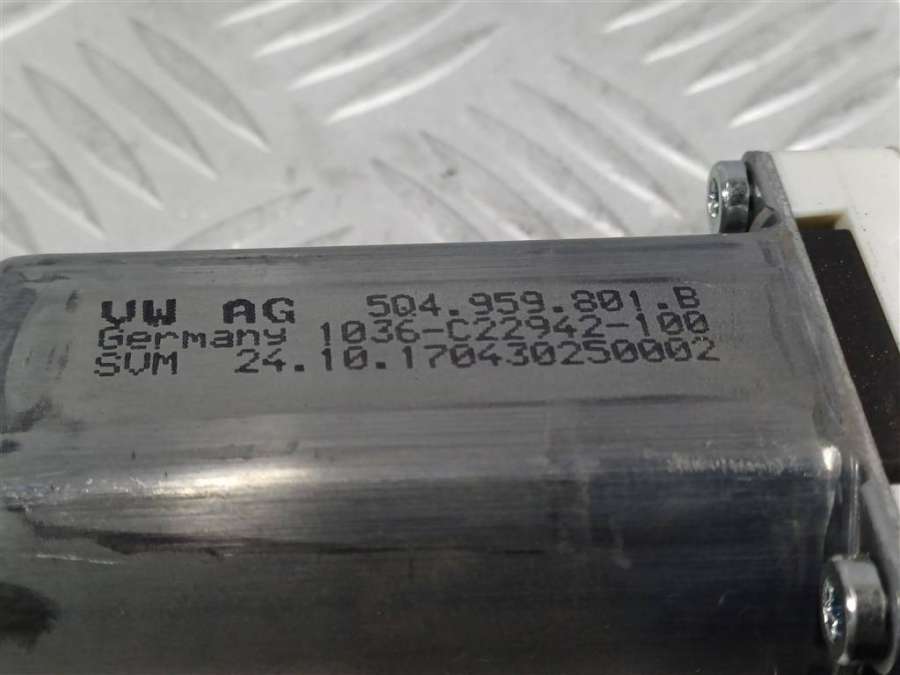 VW AG 5Q4.959.801.B
Germany 1036-C22942-100
SVM 24.10.170430250002